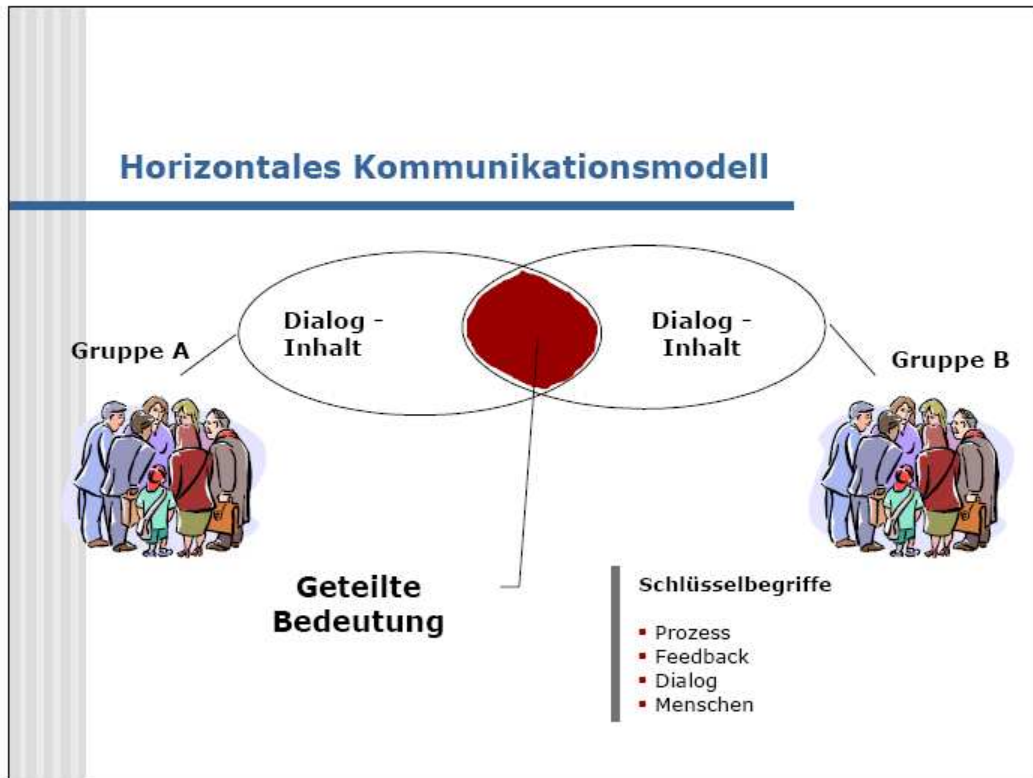 Horizontales Kommunikationsmodell
Gruppe A
Dialog -
Inhalt
Dialog -
Inhalt
Gruppe B
Geteilte
Bedeutung
Schlüsselbegriffe
Prozess
Feedback
Dialog
Menschen